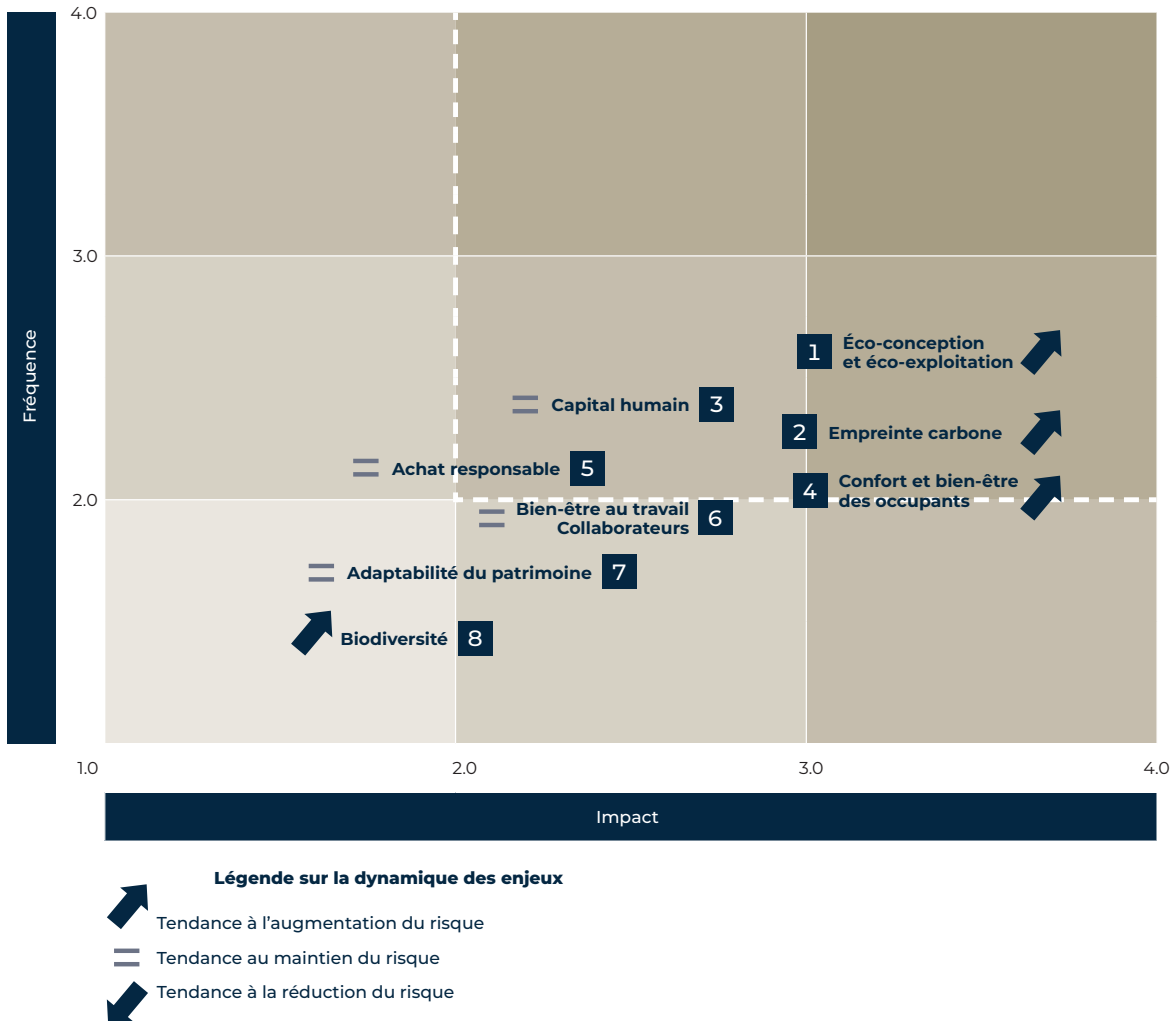 4.0
3.0
2.0
Fréquence
1 Éco-conception
et éco-exploitation
Capital humain 3
2 Empreinte carbone
Achat responsable 5
4 Confort et bien-être
des occupants
Bien-être au travail
Collaborateurs 6
Adaptabilité du patrimoine 7
Biodiversité 8
1.0 2.0 3.0 4.0
Impact
Légende sur la dynamique des enjeux
Tendance à l’augmentation du risque
Tendance au maintien du risque
Tendance à la réduction du risque